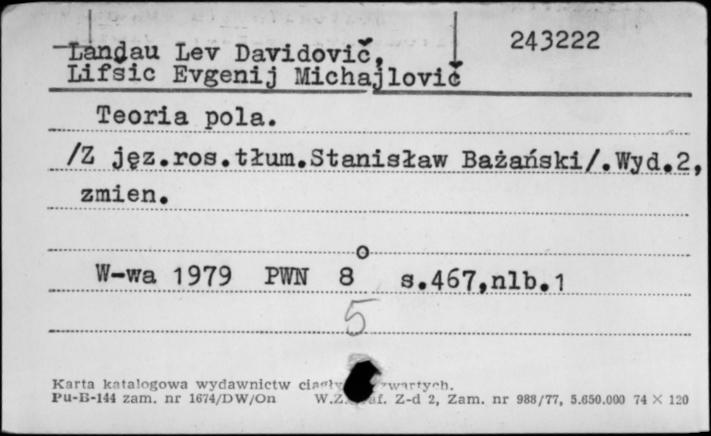 243222
Landau Lev Davidovič,
Lifšic Evgenij Michajlovič
Teoria pola.
/Z jęz.ros.tłum.Stanisław Bażański/.Wyd.2,
zmien.
W-wa 1979 PWN 8° s.467,nlb.1
5
Karta katalogowa wydawnictw
Pu-B-144 zam. nr 1674/DW/On Z-d 2, Zam. nr 988/77, 5.650.000 74 × 120